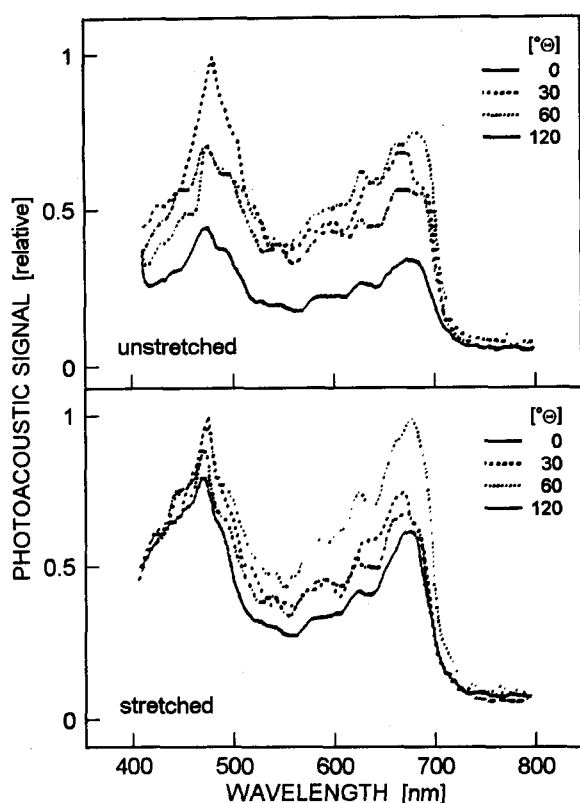 PHOTOACOUSTIC SIGNAL [relative]
1
0.5
0
[°Θ]
0
30
60
120
unstretched
1
0.5
0
[°Θ]
0
30
60
120
stretched
400 500 600 700 800
WAVELENGTH [nm]